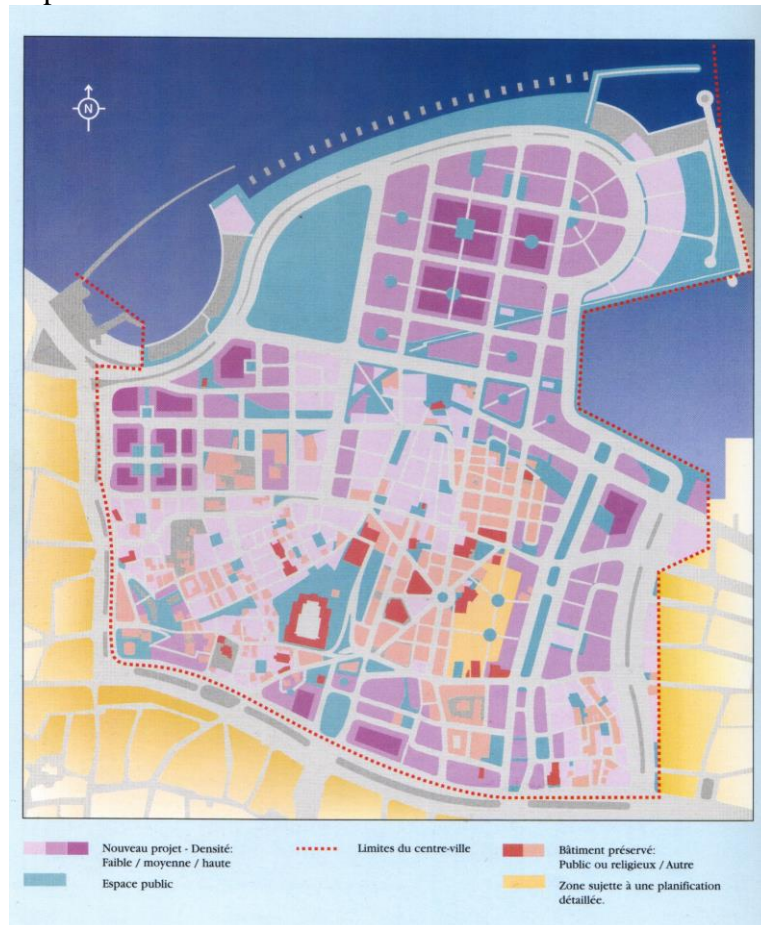 N
Nouveau projet - Densité:
Faible / moyenne / haute
Espace public
Limites du centre-ville
Bâtiment préservé:
Public ou religieux / Autre
Zone sujette à une planification
détaillée.